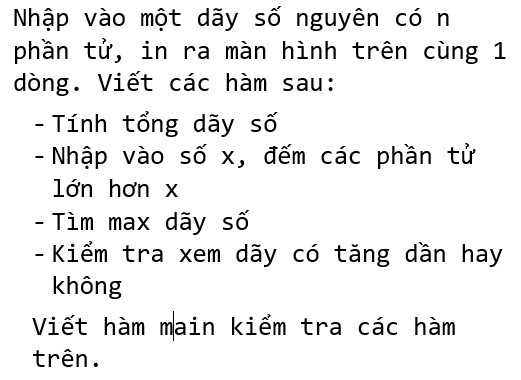 Nhập vào một dãy số nguyên có n
phần tử, in ra màn hình trên cùng 1
dòng. Viết các hàm sau:
- Tính tổng dãy số
- Nhập vào số x, đếm các phần tử
lớn hơn x
- Tìm max dãy số
- Kiểm tra xem dãy có tăng dần hay
không
Viết hàm main kiểm tra các hàm
trên.